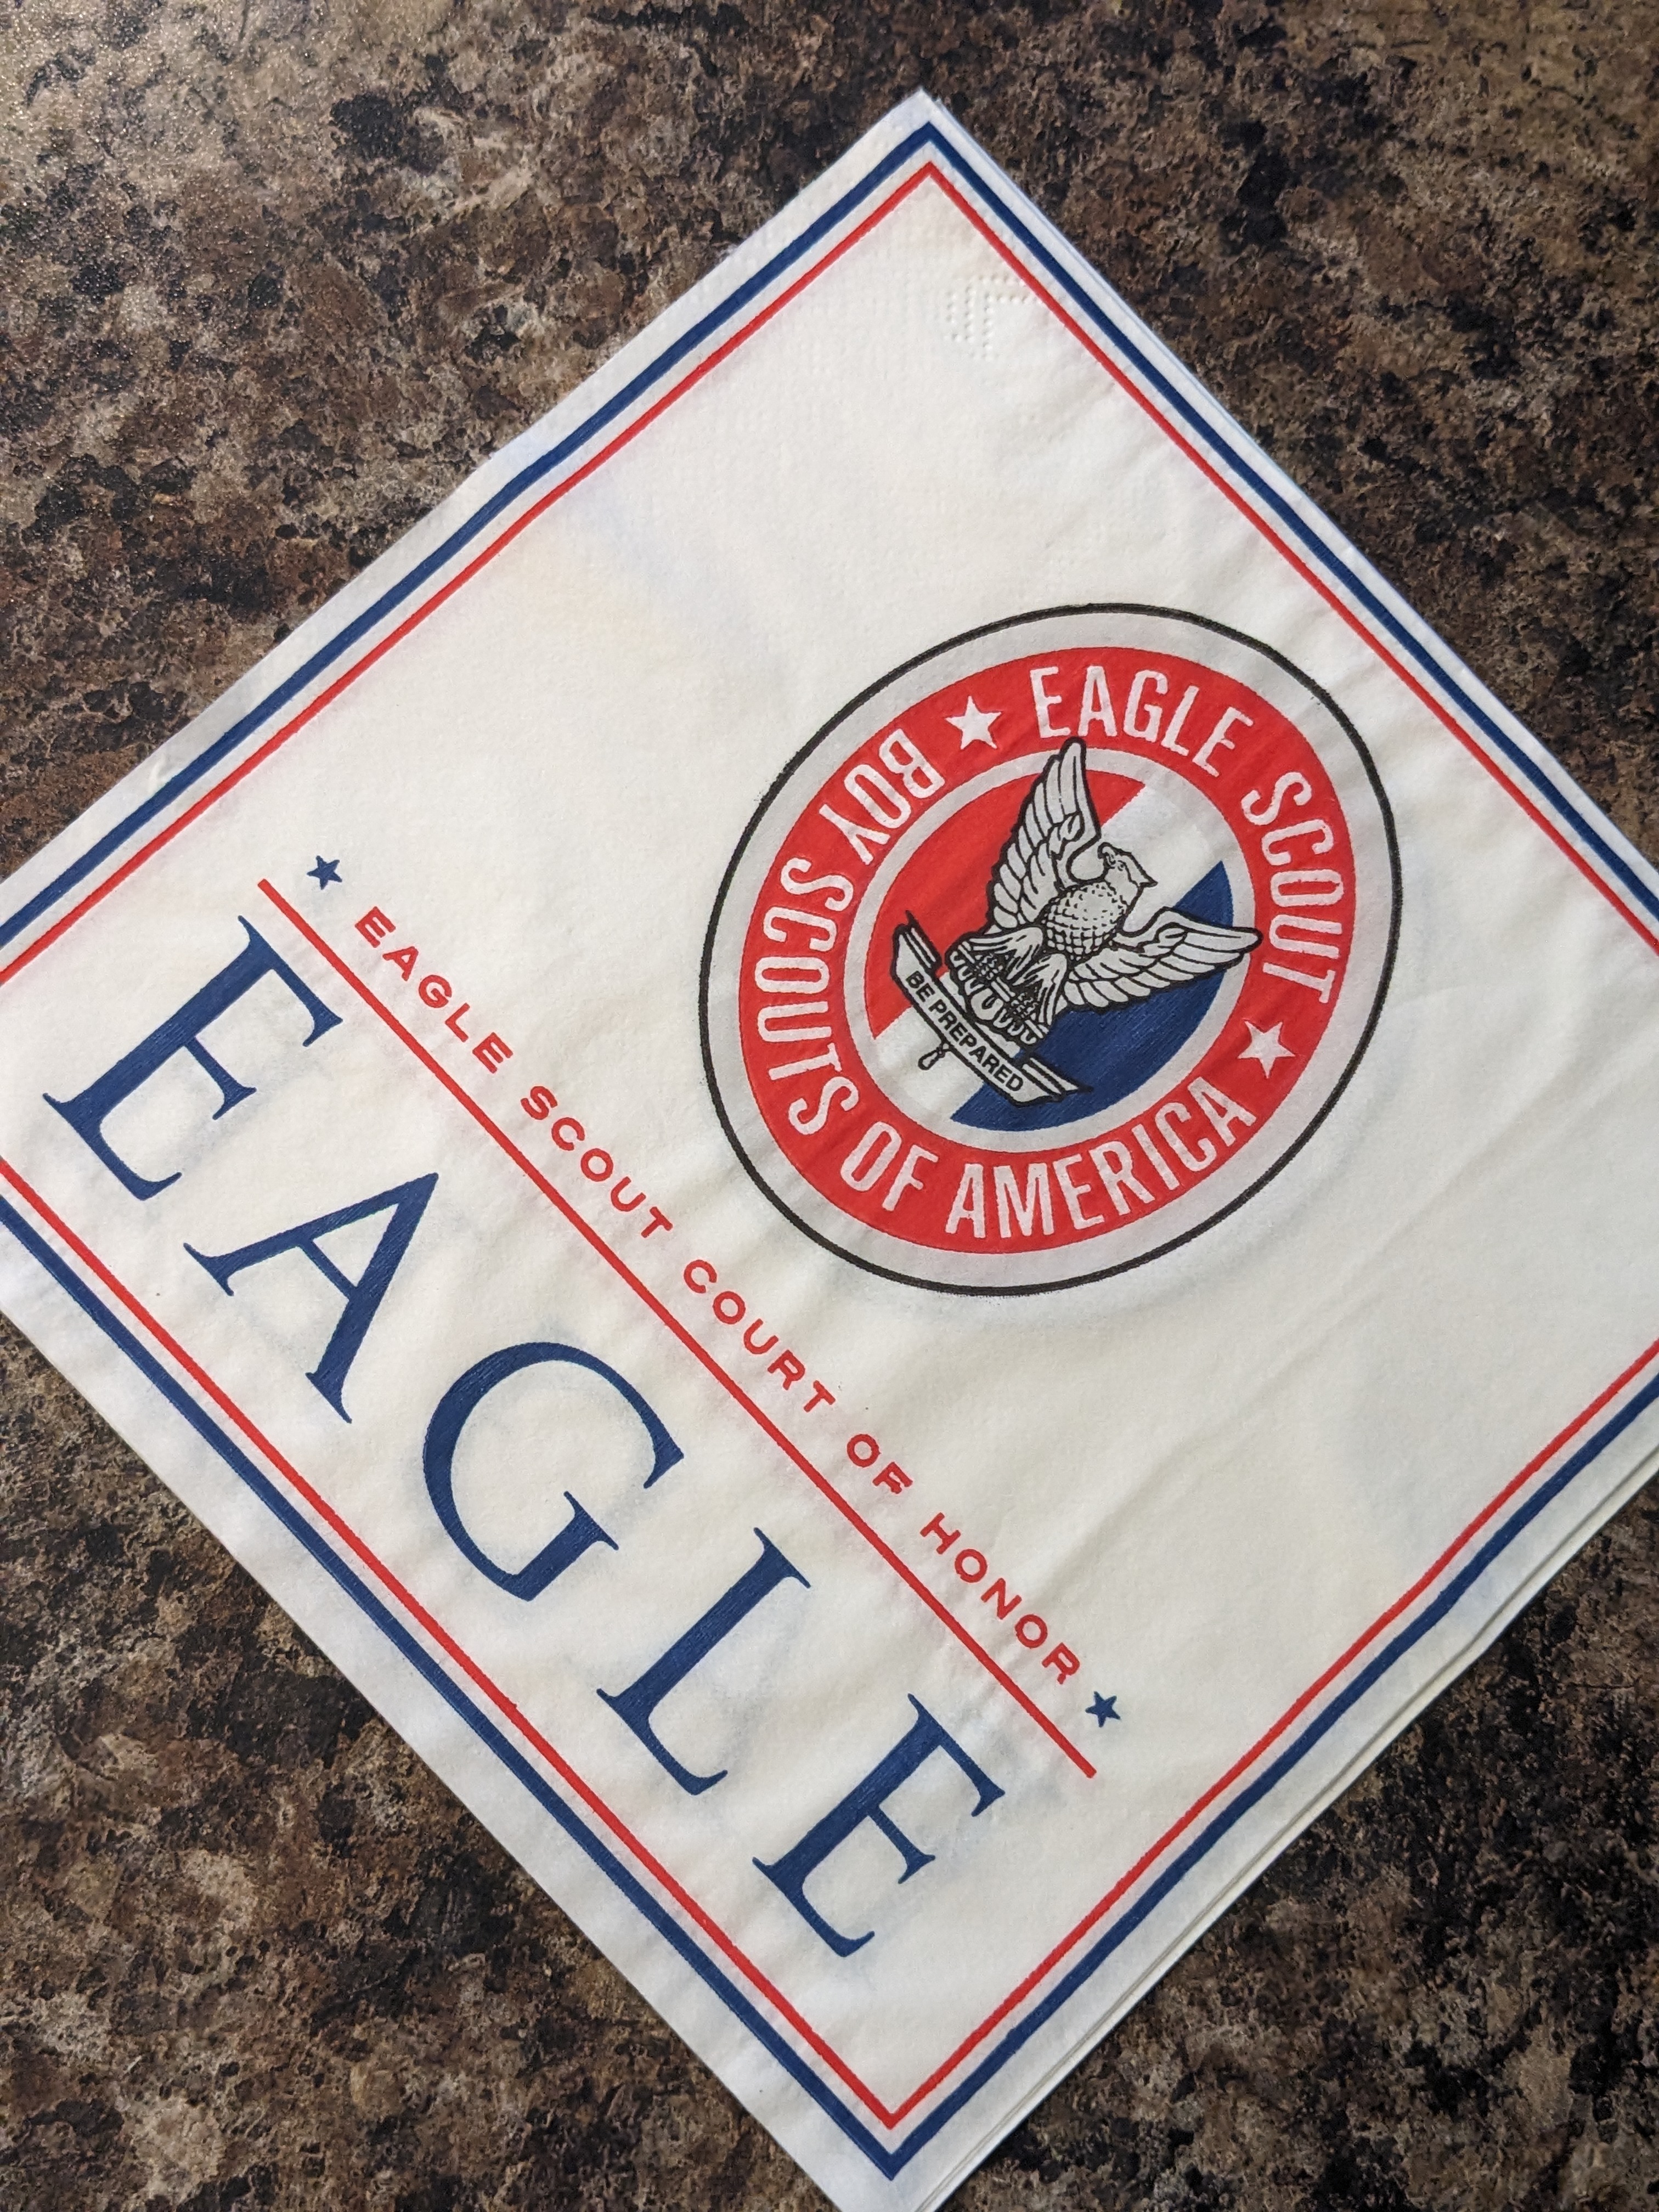 EAGLE SCOUT
BE PREPARED
BOY SCOUTS OF AMERICA
EAGLE SCOUT COURT OF HONOR
EAGLE